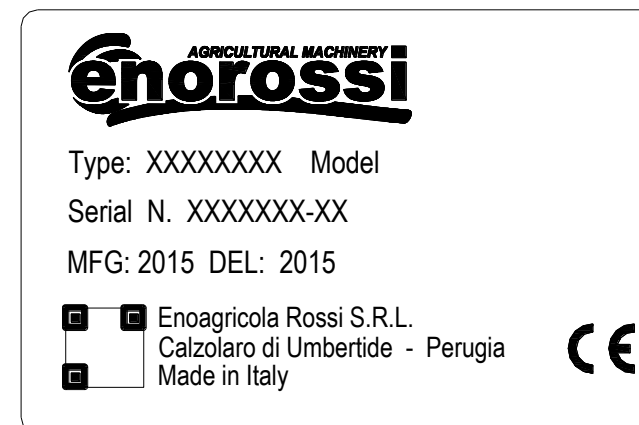 AGRICULTURAL MACHINERY
enorossi
Type: XXXXXXXX Model
Serial N. XXXXXXX-XX
MFG: 2015 DEL: 2015
Enoagricola Rossi S.R.L.
Calzolaro di Umbertide - Perugia
Made in Italy
CE